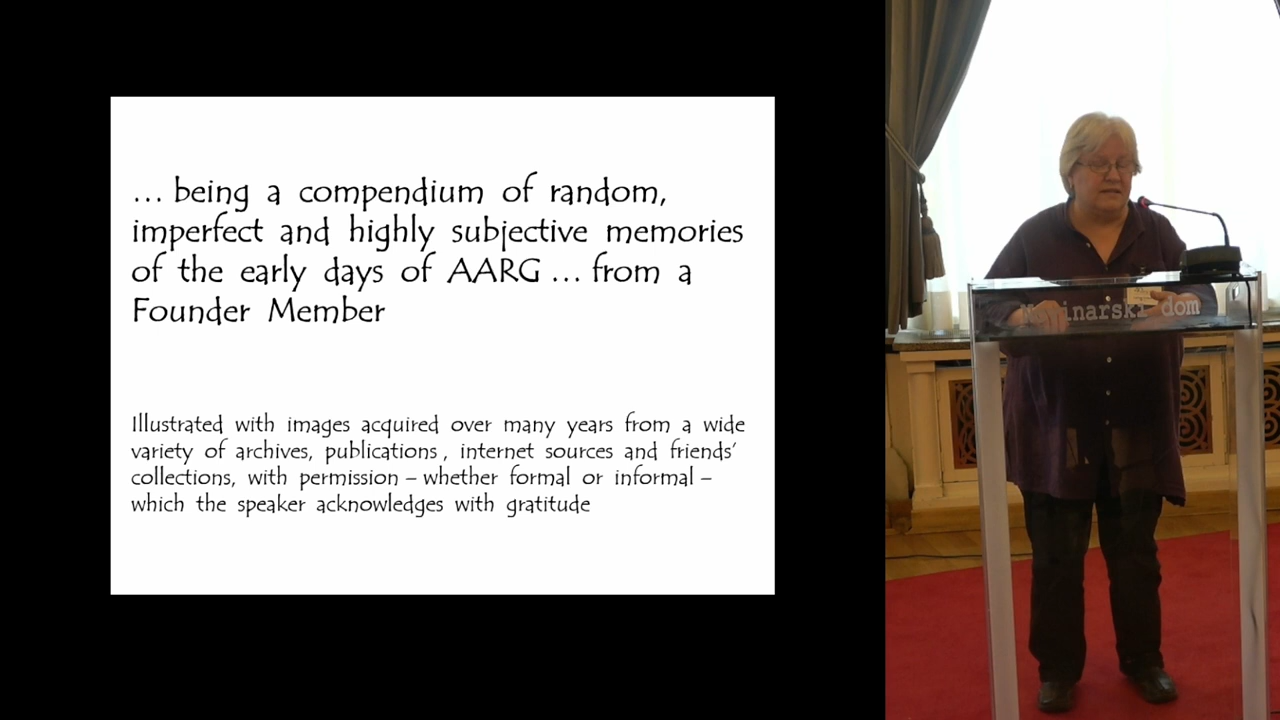 ... being a compendium of random,
imperfect and highly subjective memories
of the early days of AARG ... from a
Founder Member
Illustrated with images acquired over many years from a wide
variety of archives, publications , internet sources and friends’
collections, with permission – whether formal or informal –
which the speaker acknowledges with gratitude
dom